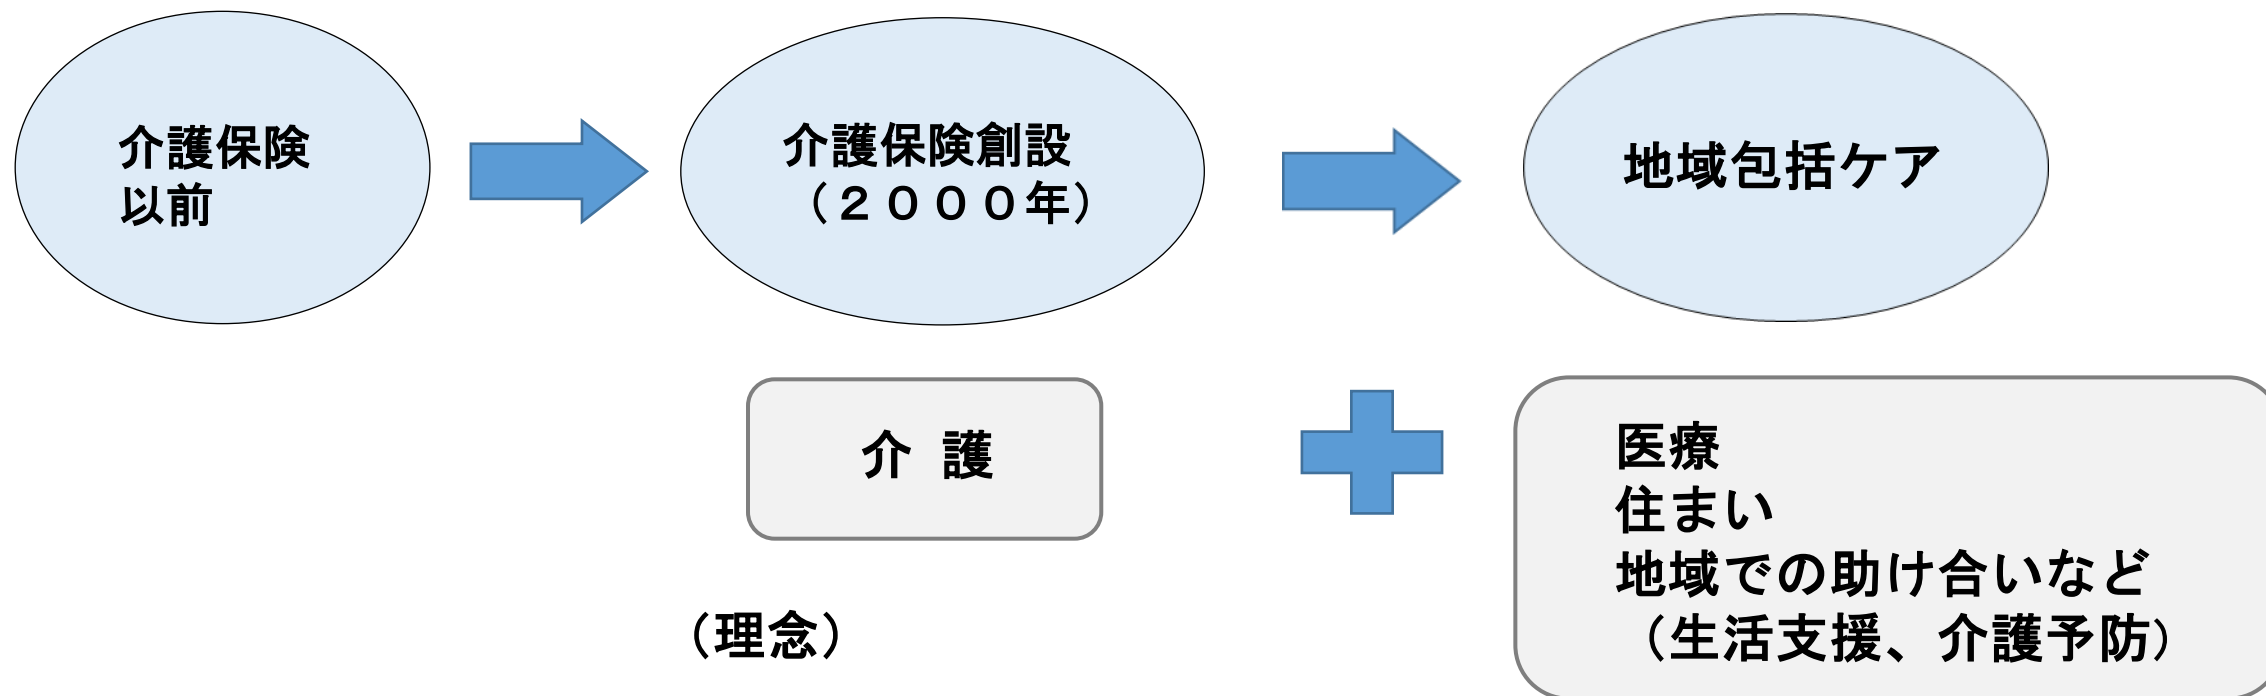 介護保険
以前
介護保険創設
（２０００年）
地域包括ケア
介 護
医療
住まい
地域での助け合いなど
（生活支援、介護予防）
（理念）